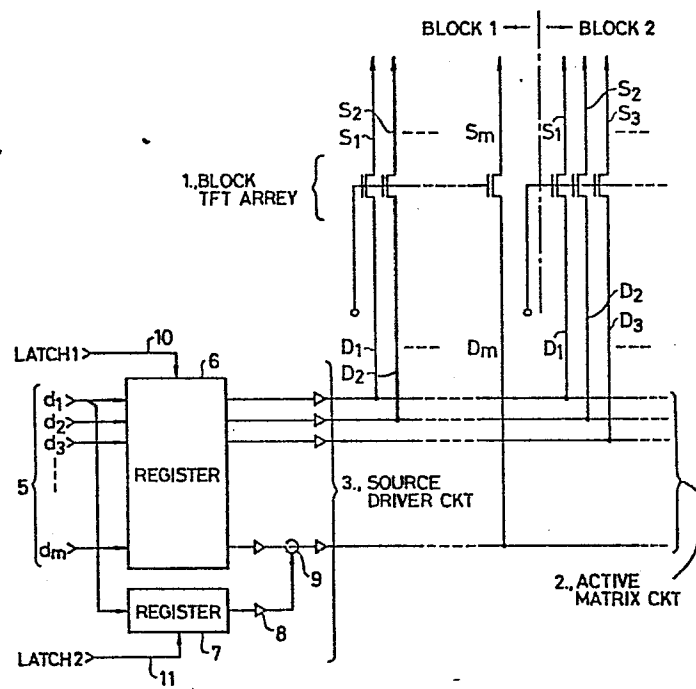 BLOCK 1 BLOCK 2
S2
S3
S2
S1
Sm
S1
1., BLOCK
TFT ARREY
D2
D3
10
LATCH1
6
D1
D2
Dm
D1
d1
d2
d3
5
REGISTER
3., SOURCE
DRIVER CKT
dm
9
2., ACTIVE
MATRIX CKT
REGISTER
8
7
LATCH2
11